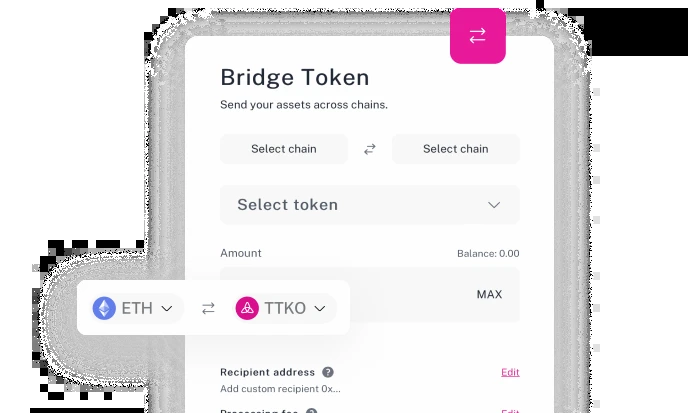 Bridge Token
Send your assets across chains.
Select chain Select chain
Select token
Amount Balance: 0.00
MAX
ETH TTKO
Recipient address ? Edit
Add custom recipient 0x...
Processing fee ? Edit